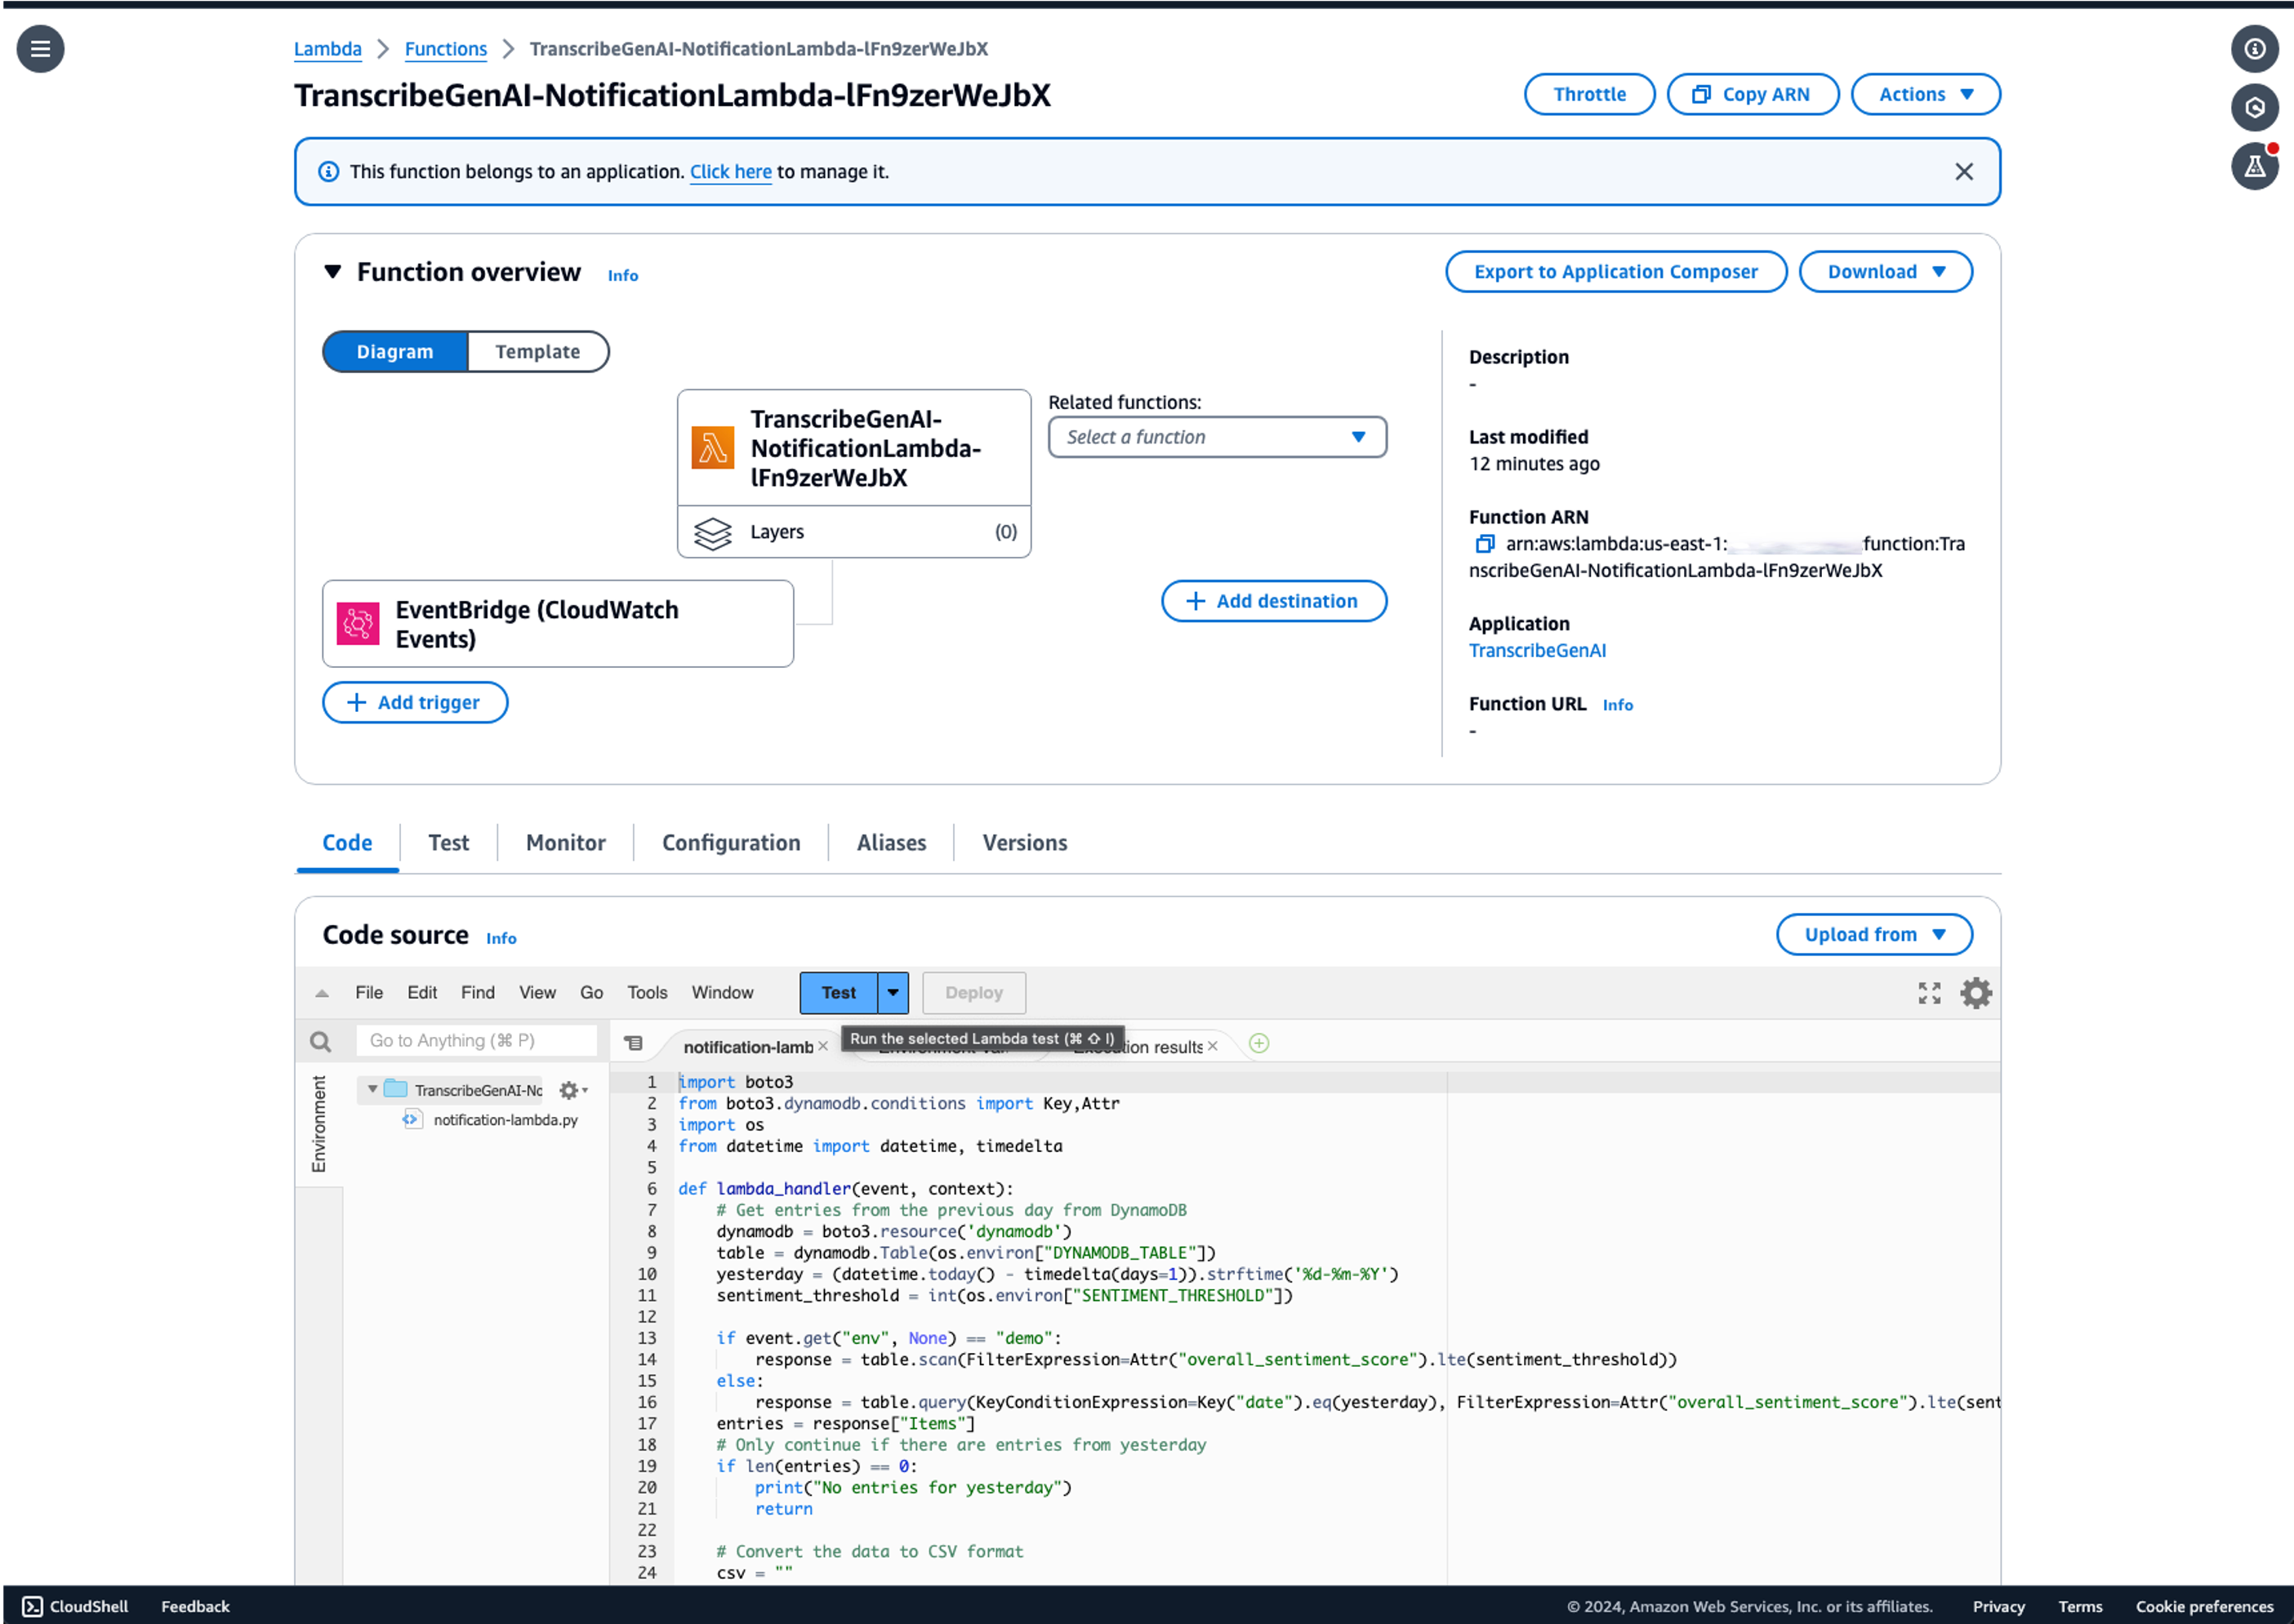 Lambda > Functions > TranscribeGenAI-NotificationLambda-lFn9zerWeJbX
TranscribeGenAI-NotificationLambda-lFn9zerWeJbX
Throttle
Copy ARN
Actions
This function belongs to an application. Click here to manage it.
Function overview Info
Export to Application Composer
Download
Diagram
Template
TranscribeGenAI-
NotificationLambda-
lFn9zerWeJbX
Layers (0)
Related functions:
Select a function
EventBridge (CloudWatch
Events)
+ Add destination
+ Add trigger
Description
-
Last modified
12 minutes ago
Function ARN
arn:aws:lambda:us-east-1: function:Tra
nscribeGenAI-NotificationLambda-lFn9zerWeJbX
Application
TranscribeGenAI
Function URL Info
-
Code
Test
Monitor
Configuration
Aliases
Versions
Code source Info
Upload from
File Edit Find View Go Tools Window
Test
Deploy
Go to Anything (⌘ P)
notification-lamb ×
Run the selected Lambda test (⌘ ⇧ I)
results ×
Environment
TranscribeGenAI-No
notification-lambda.py
1 import boto3
2 from boto3.dynamodb.conditions import Key,Attr
3 import os
4 from datetime import datetime, timedelta
5
6 def lambda_handler(event, context):
7 # Get entries from the previous day from DynamoDB
8 dynamodb = boto3.resource('dynamodb')
9 table = dynamodb.Table(os.environ["DYNAMODB_TABLE"])
10 yesterday = (datetime.today() - timedelta(days=1)).strftime('%d-%m-%Y')
11 sentiment_threshold = int(os.environ["SENTIMENT_THRESHOLD"])
12
13 if event.get("env", None) == "demo":
14 response = table.scan(FilterExpression=Attr("overall_sentiment_score").lte(sentiment_threshold))
15 else:
16 response = table.query(KeyConditionExpression=Key("date").eq(yesterday), FilterExpression=Attr("overall_sentiment_score").lte(sent
17 entries = response["Items"]
18 # Only continue if there are entries from yesterday
19 if len(entries) == 0:
20 print("No entries for yesterday")
21 return
22
23 # Convert the data to CSV format
24 csv = ""
CloudShell
Feedback
© 2024, Amazon Web Services, Inc. or its affiliates.
Privacy
Terms
Cookie preferences